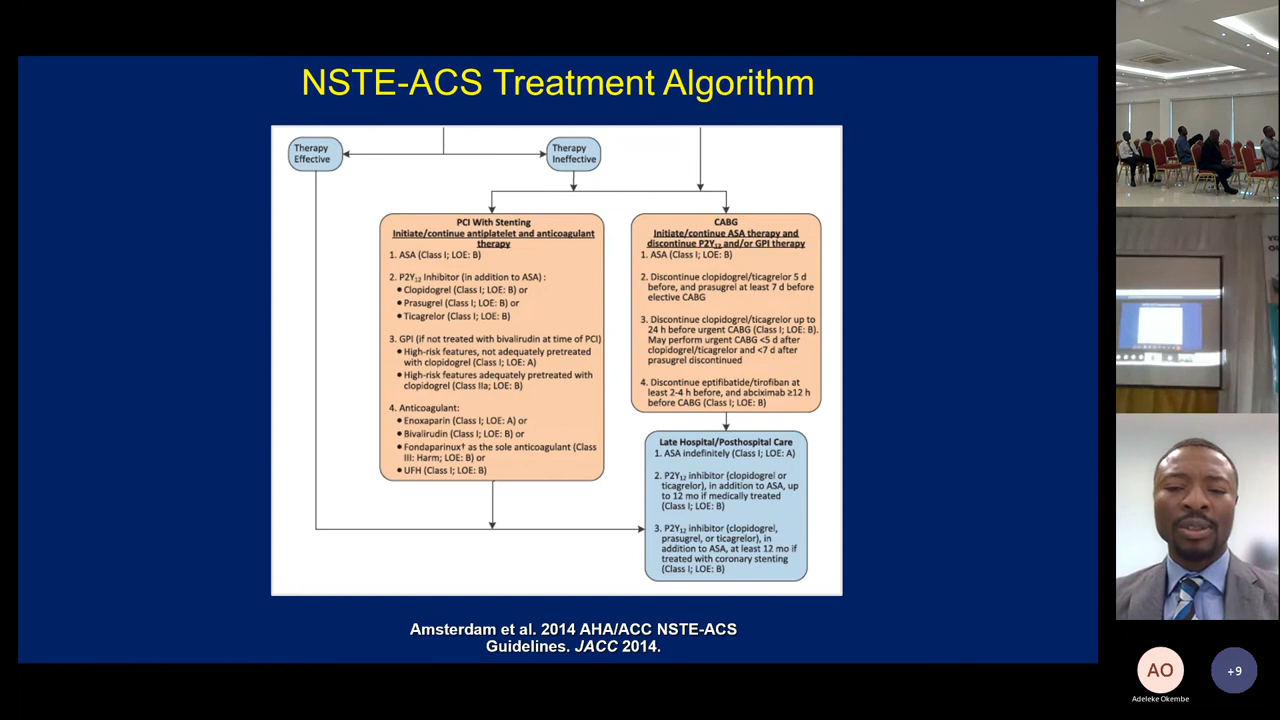 NSTE-ACS Treatment Algorithm
Therapy
Effective
Therapy
Ineffective
PCI With Stenting
Initiate/continue antiplatelet and anticoagulant
therapy
1. ASA (Class I; LOE: B)
2. P2Y12 Inhibitor (in addition to ASA) :
• Clopidogrel (Class I; LOE: B) or
• Prasugrel (Class I; LOE: B) or
• Ticagrelor (Class I; LOE: B)
3. GPI (if not treated with bivalirudin at time of PCI)
• High-risk features, not adequately pretreated
with clopidogrel (Class I; LOE: A)
• High-risk features adequately pretreated with
clopidogrel (Class IIa; LOE: B)
4. Anticoagulant:
• Enoxaparin (Class I; LOE: A) or
• Bivalirudin (Class I; LOE: B) or
• Fondaparinux† as the sole anticoagulant (Class
III: Harm; LOE: B) or
• UFH (Class I; LOE: B)
CABG
Initiate/continue ASA therapy and
discontinue P2Y12 and/or GPI therapy
1. ASA (Class I; LOE: B)
2. Discontinue clopidogrel/ticagrelor 5 d
before, and prasugrel at least 7 d before
elective CABG
3. Discontinue clopidogrel/ticagrelor up to
24 h before urgent CABG (Class I; LOE: B).
May perform urgent CABG <5 d after
clopidogrel/ticagrelor and <7 d after
prasugrel discontinued
4. Discontinue eptifibatide/tirofiban at
least 2-4 h before, and abciximab ≥12 h
before CABG (Class I; LOE: B)
Late Hospital/Posthospital Care
1. ASA indefinitely (Class I; LOE: A)
2. P2Y12 inhibitor (clopidogrel or
ticagrelor), in addition to ASA, up
to 12 mo if medically treated
(Class I; LOE: B)
3. P2Y12 inhibitor (clopidogrel,
prasugrel, or ticagrelor), in
addition to ASA, at least 12 mo if
treated with coronary stenting
(Class I; LOE: B)
Amsterdam et al. 2014 AHA/ACC NSTE-ACS
Guidelines. JACC 2014.
AO
+9
Adeleke Okembe